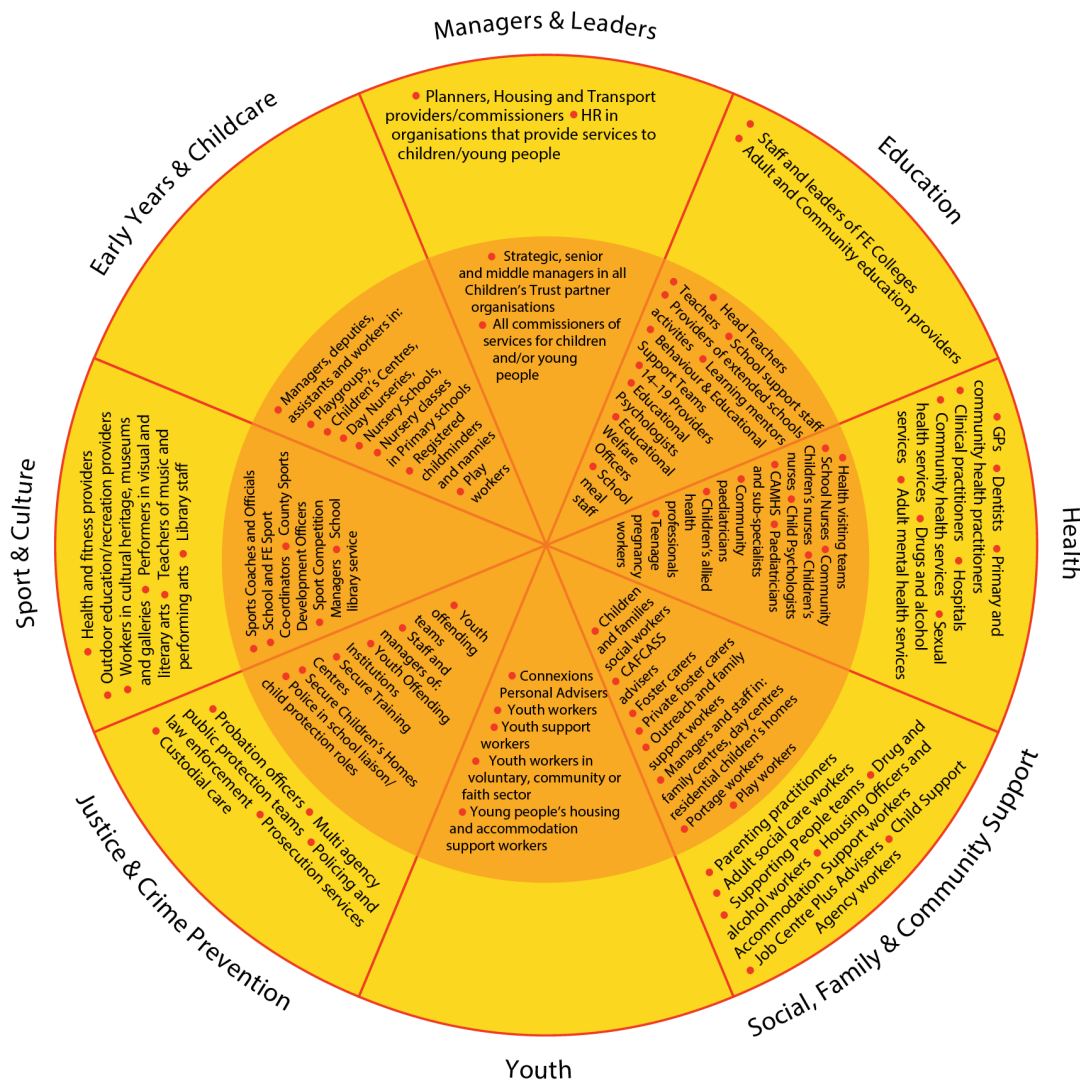 Managers & Leaders
• Planners, Housing and Transport
providers/commissioners • HR in
organisations that provide services to
children/young people
• Strategic, senior
and middle managers in all
Children’s Trust partner
organisations
• All commissioners of
services for children
and/or young
people
Education
• Staff and leaders of FE Colleges
• Adult and Community education providers
• Head Teachers
• Teachers • School support staff
• Providers of extended schools
activities • Learning mentors
• Behaviour & Educational
Support Teams
• 14–19 Providers
• Educational
Psychologists
• Educational
Welfare
Officers
• School
meal
staff
Health
• GPs • Dentists • Primary and
community health practitioners
• Clinical practitioners • Hospitals
• Community health services • Sexual
health services • Drugs and alcohol
services • Adult mental health services
• Health visiting teams
• School Nurses • Community
Children’s nurses • Children’s
nurses • Child Psychologists
• CAMHS • Paediatricians
and sub-specialists
• Community
paediatricians
• Children’s allied
health
professionals
• Teenage
pregnancy
workers
Social, Family & Community Support
• Children
and families
social workers
• CAFCASS
advisers
• Foster carers
• Private foster carers
• Outreach and family
support workers
• Managers and staff in:
family centres, day centres
residential children’s homes
• Portage workers
• Play workers
• Parenting practitioners
• Adult social care workers
• Supporting People teams • Drug and
alcohol workers • Housing Officers and
Accommodation Support workers
• Job Centre Plus Advisers • Child Support
Agency workers
Youth
• Connexions
Personal Advisers
• Youth workers
• Youth support
workers
• Youth workers in
voluntary, community or
faith sector
• Young people’s housing
and accommodation
support workers
Justice & Crime Prevention
• Youth
offending
teams
• Staff and
managers of:
• Youth Offending
Institutions
• Secure Training
Centres
• Secure Children’s Homes
• Police in school liaison/
child protection roles
• Probation officers • Multi agency
public protection teams • Policing and
law enforcement • Prosecution services
• Custodial care
Sport & Culture
• Health and fitness providers
• Outdoor education/recreation providers
• Workers in cultural heritage, museums
and galleries • Performers in visual and
literary arts • Teachers of music and
performing arts • Library staff
• Sports Coaches and Officials
• School and FE Sport
Co-ordinators • County Sports
Development Officers
• Sport Competition
Managers • School
library service
Early Years & Childcare
• Managers, deputies,
assistants and workers in:
• Playgroups,
• Children’s Centres,
• Day Nurseries,
• Nursery Schools,
• Nursery classes
in Primary schools
• Registered
childminders
and nannies
• Play
workers